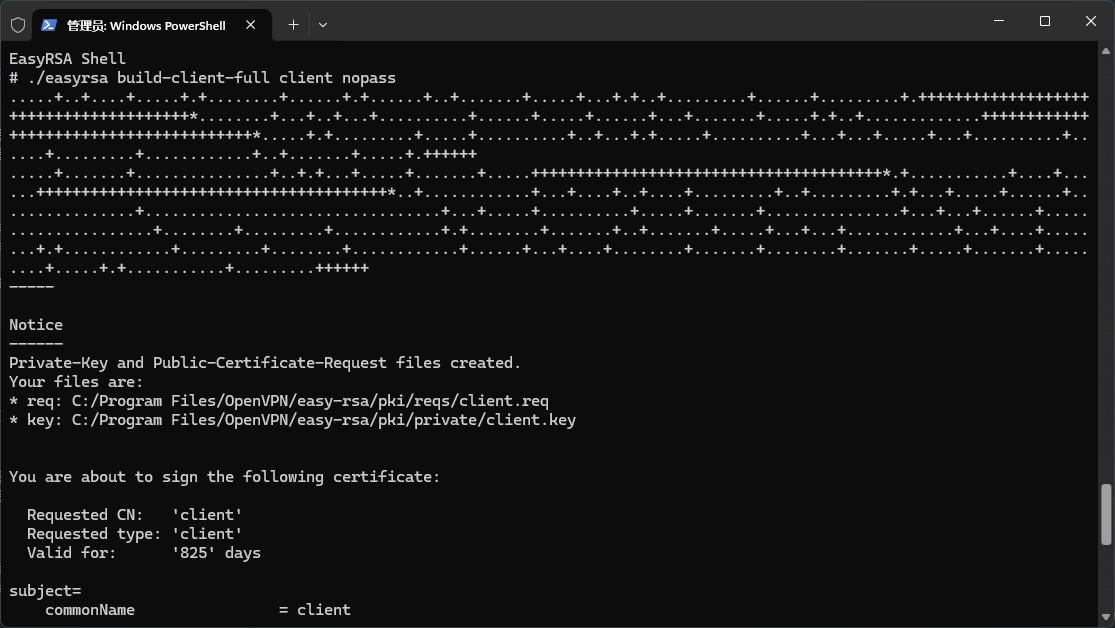 管理员: Windows PowerShell
EasyRSA Shell
# ./easyrsa build-client-full client nopass
-----
Notice
------
Private-Key and Public-Certificate-Request files created.
Your files are:
* req: C:/Program Files/OpenVPN/easy-rsa/pki/reqs/client.req
* key: C:/Program Files/OpenVPN/easy-rsa/pki/private/client.key
You are about to sign the following certificate:
Requested CN: 'client'
Requested type: 'client'
Valid for: '825' days
subject=
commonName = client